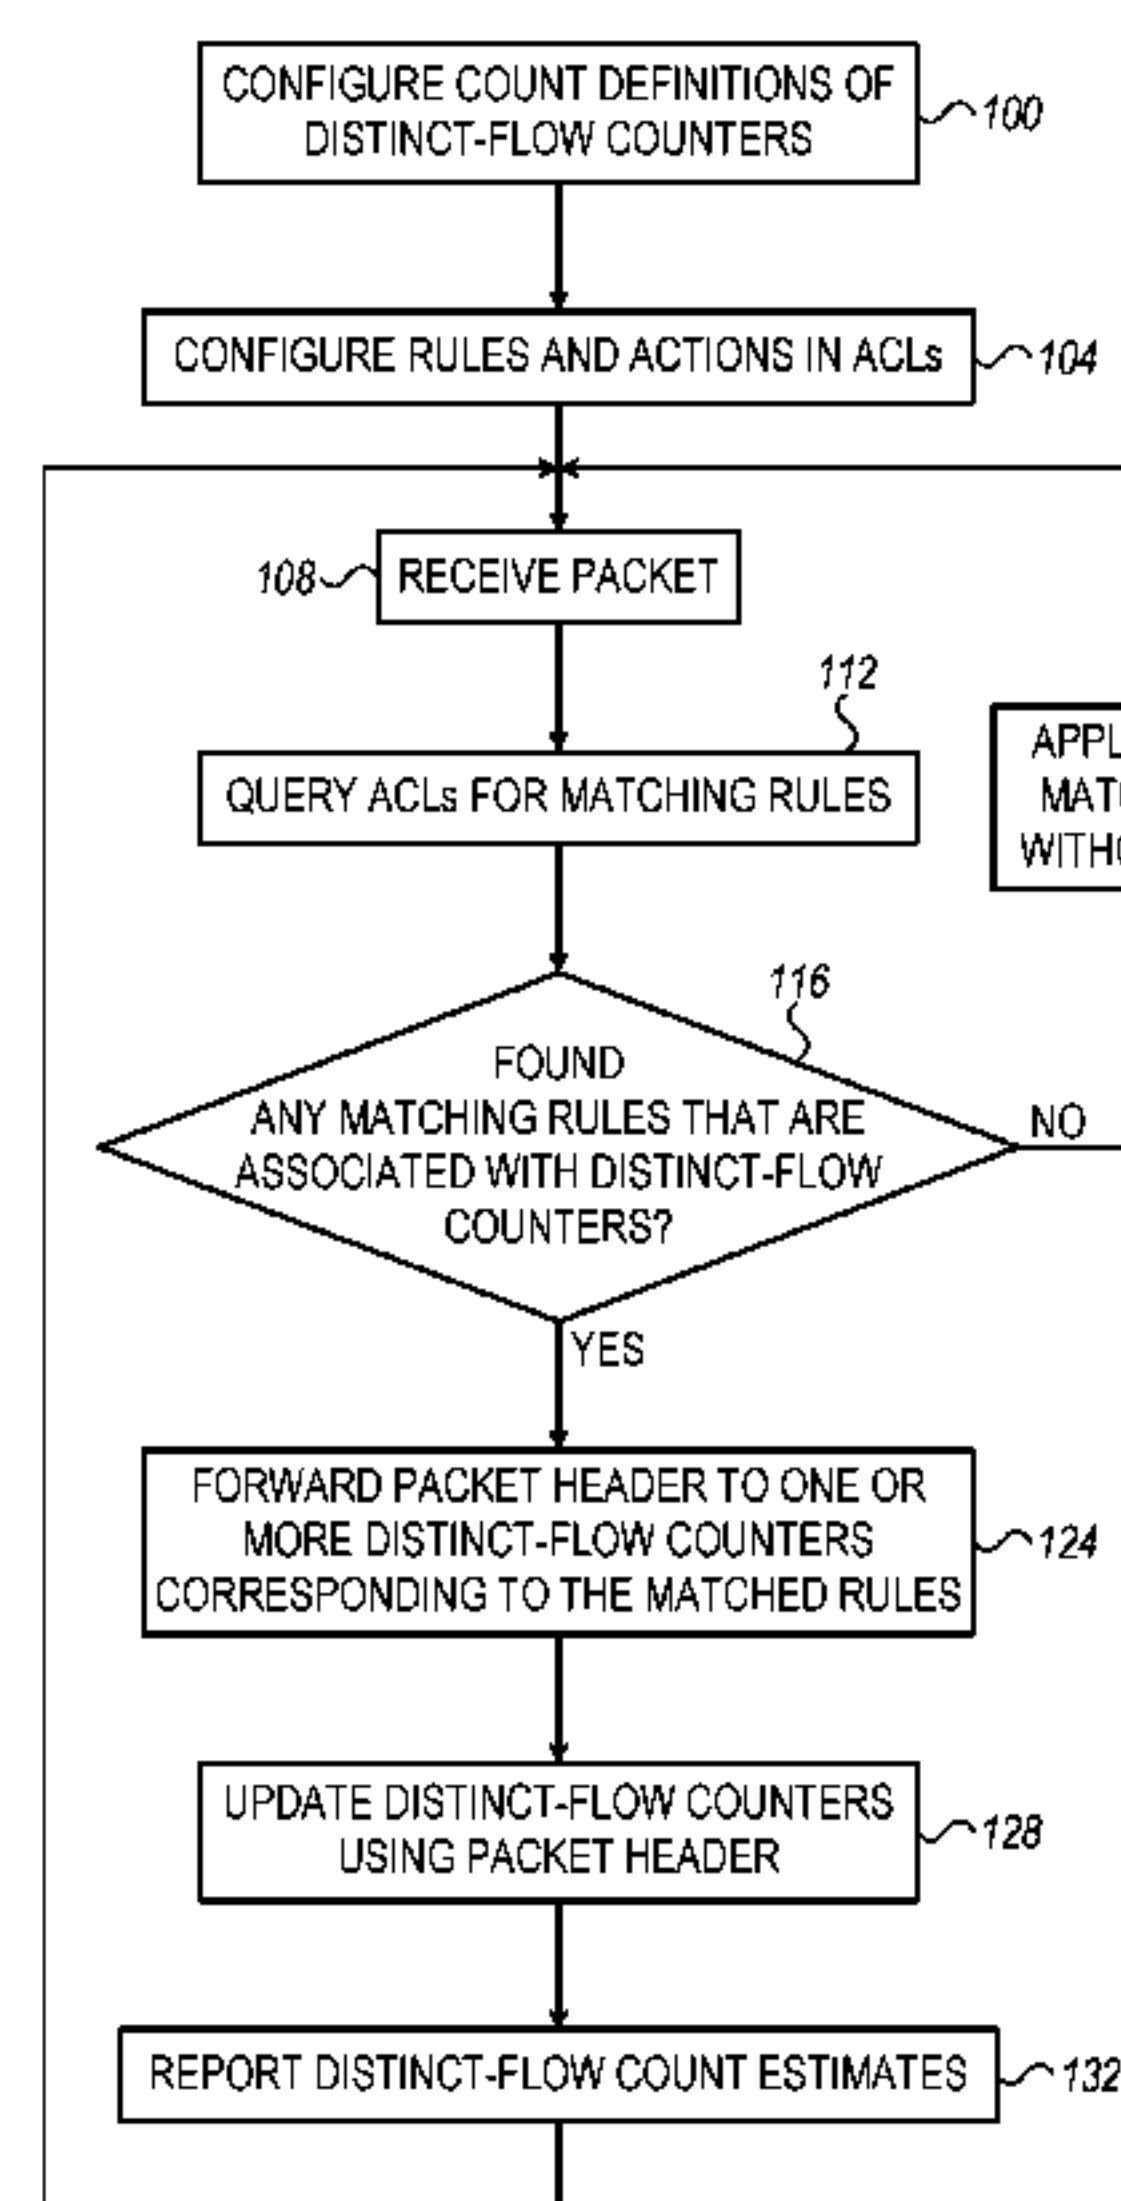 CONFIGURE COUNT DEFINITIONS OF
DISTINCT-FLOW COUNTERS
100
CONFIGURE RULES AND ACTIONS IN ACLs
104
108
RECEIVE PACKET
112
QUERY ACLs FOR MATCHING RULES
116
FOUND
ANY MATCHING RULES THAT ARE
ASSOCIATED WITH DISTINCT-FLOW
COUNTERS?
NO
YES
FORWARD PACKET HEADER TO ONE OR
MORE DISTINCT-FLOW COUNTERS
CORRESPONDING TO THE MATCHED RULES
124
UPDATE DISTINCT-FLOW COUNTERS
USING PACKET HEADER
128
REPORT DISTINCT-FLOW COUNT ESTIMATES
132